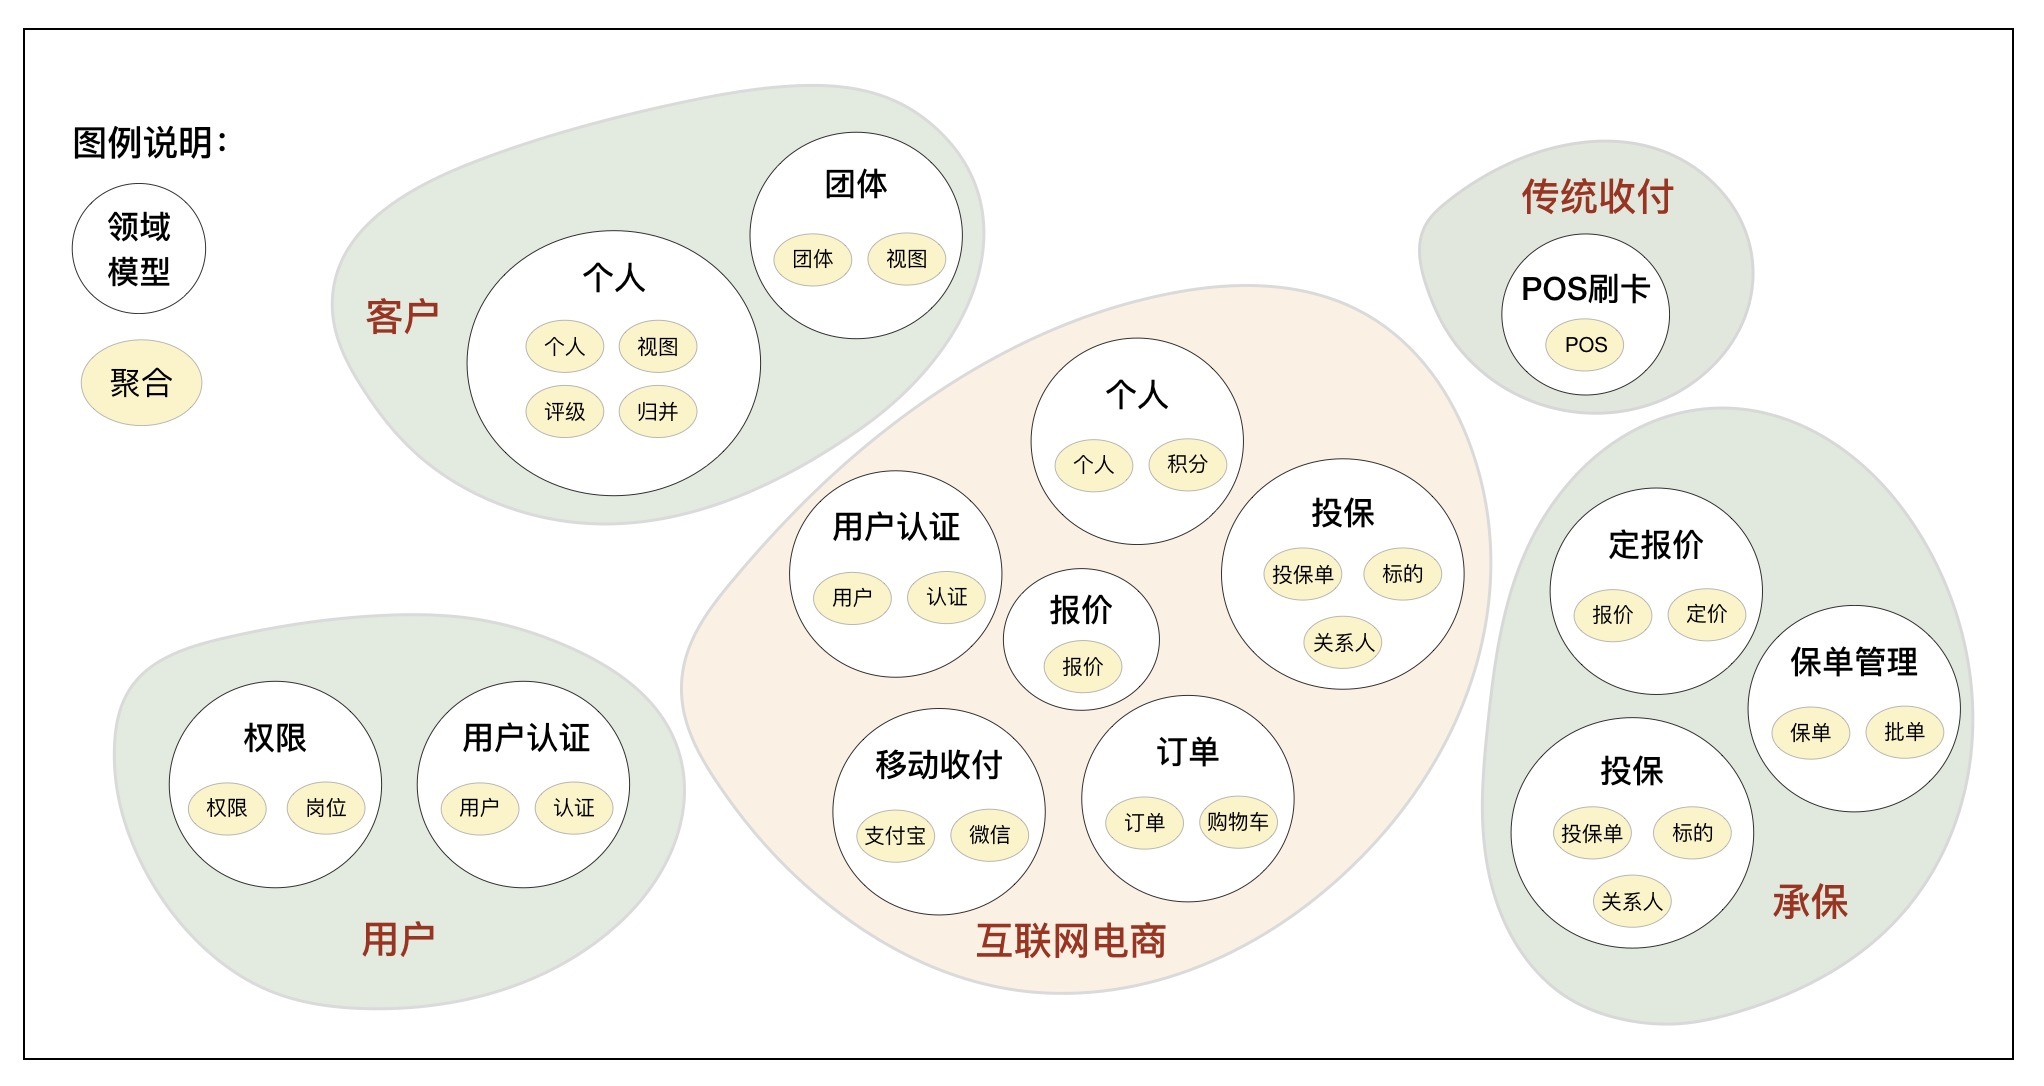 图例说明：
领域
模型
聚合
客户
团体
团体
视图
个人
个人
视图
评级
归并
传统收付
POS刷卡
POS
用户
权限
权限
岗位
用户认证
用户
认证
互联网电商
个人
个人
积分
用户认证
用户
认证
报价
报价
投保
投保单
标的
关系人
移动收付
支付宝
微信
订单
订单
购物车
承保
定报价
报价
定价
保单管理
保单
批单
投保
投保单
标的
关系人